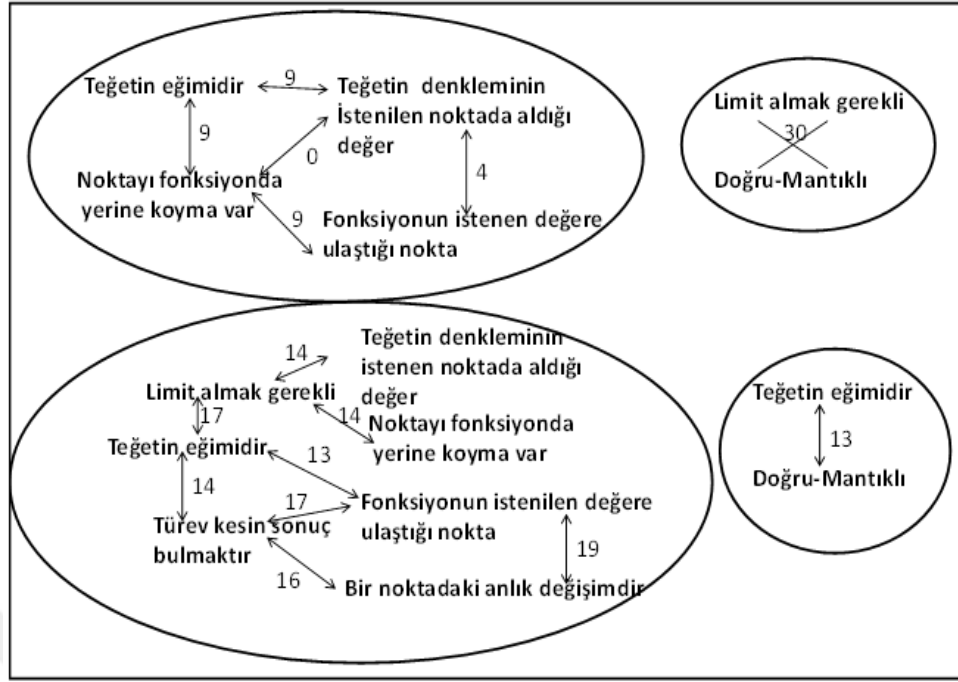 Teğetin eğimidir
9
Teğetin denkleminin
İstenilen noktada aldığı
değer
9
0
4
Noktayı fonksiyonda
yerine koyma var
9
Fonksiyonun istenen değere
ulaştığı nokta
Limit almak gerekli
30
Doğru-Mantıklı
Teğetin denkleminin
istenen noktada aldığı
değer
14
Limit almak gerekli
17
14
Noktayı fonksiyonda
yerine koyma var
Teğetin eğimidir
13
14
17
Fonksiyonun istenilen değere
ulaştığı nokta
Türev kesin sonuç
bulmaktır
19
16
Bir noktadaki anlık değişimdir
Teğetin eğimidir
13
Doğru-Mantıklı